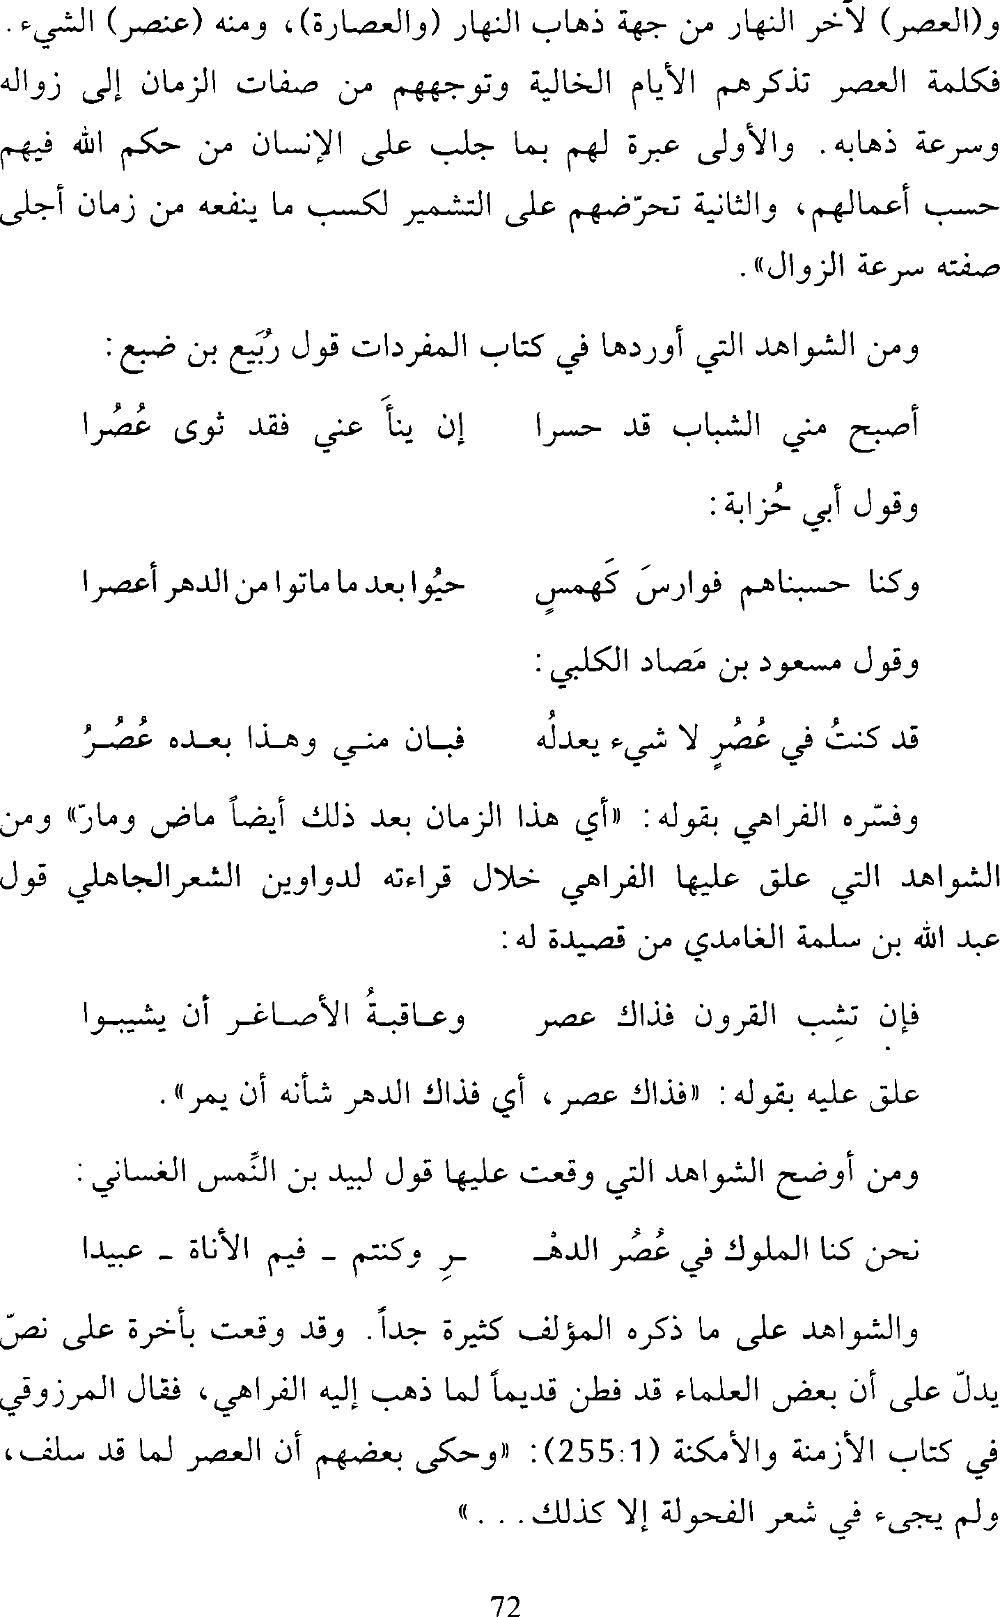 و(العصر) لآخر النهار من جهة ذهاب النهار (والعصارة)، ومنه (عنصر) الشيء.
فكلمة العصر تذكرهم الأيام الخالية وتوجههم من صفات الزمان إلى زواله
وسرعة ذهابه. والأولى عبرة لهم بما جلب على الإنسان من حكم الله فيهم
حسب أعمالهم، والثانية تحرّضهم على التشمير لكسب ما ينفعه من زمان أجلى
صفته سرعة الزوال».
ومن الشواهد التي أوردها في كتاب المفردات قول رُبَيع بن ضبع:
أصبح مني الشباب قد حسرا إن ينأَ عني فقد ثوى عُصُرا
وقول أبي حُزابة:
وكنا حسبناهم فوارسَ كَهمسٍ حيُوا بعد ما ماتوا من الدهر أعصرا
وقول مسعود بن مَصاد الكلبي:
قد كنتُ في عُصُرٍ لا شيء يعدلُه فبان مني وهذا بعده عُصُرُ
وفسّره الفراهي بقوله: «أي هذا الزمان بعد ذلك أيضاً ماض ومارّ» ومن
الشواهد التي علق عليها الفراهي خلال قراءته لدواوين الشعرالجاهلي قول
عبد الله بن سلمة الغامدي من قصيدة له:
فإن تشِب القرون فذاك عصر وعاقبةُ الأصاغر أن يشيبوا
علق عليه بقوله: «فذاك عصر، أي فذاك الدهر شأنه أن يمر».
ومن أوضح الشواهد التي وقعت عليها قول لبيد بن النَّمس الغساني:
نحن كنا الملوك في عُصُر الدهْـ ـرِ وكنتم - فيم الأناة - عبيدا
والشواهد على ما ذكره المؤلف كثيرة جداً. وقد وقعت بأخرة على نصّ
يدلّ على أن بعض العلماء قد فطن قديماً لما ذهب إليه الفراهي، فقال المرزوقي
في كتاب الأزمنة والأمكنة (255:1): «وحكى بعضهم أن العصر لما قد سلف،
ولم يجىء في شعر الفحولة إلا كذلك...»
72